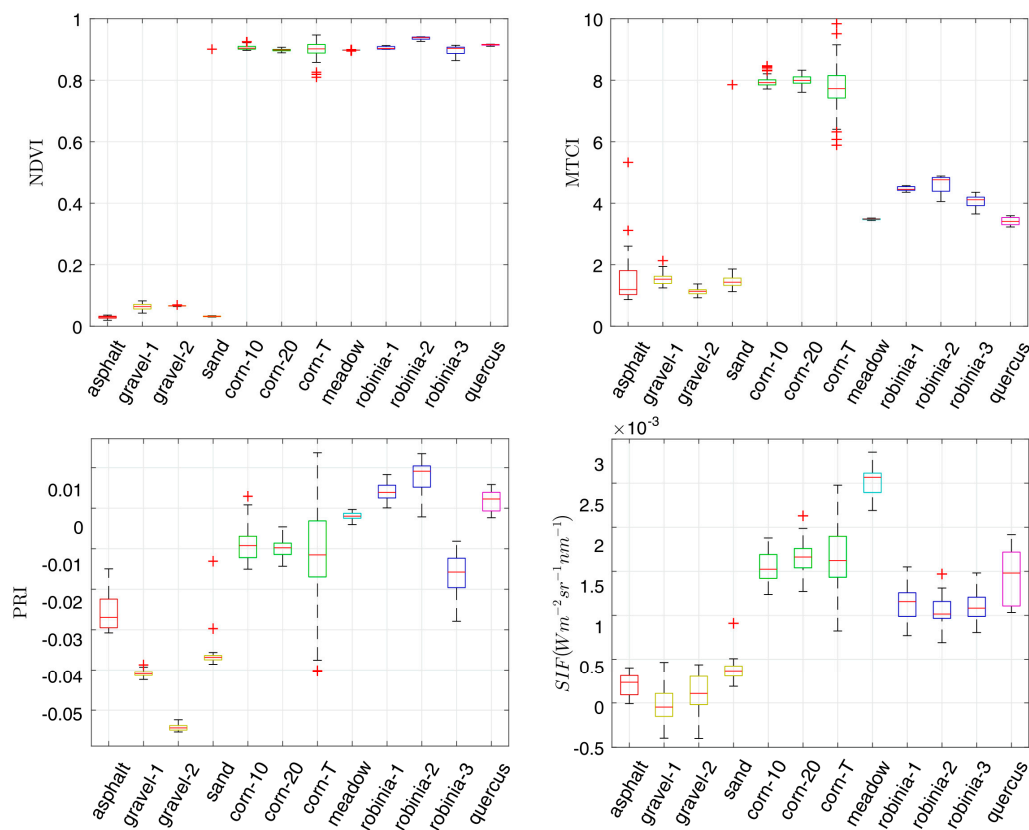 NDVI
1
0.8
0.6
0.4
0.2
0
asphalt
gravel-1
gravel-2
sand
corn-10
corn-20
corn-T
meadow
robinia-1
robinia-2
robinia-3
quercus
MTCI
10
8
6
4
2
0
asphalt
gravel-1
gravel-2
sand
corn-10
corn-20
corn-T
meadow
robinia-1
robinia-2
robinia-3
quercus
PRI
0.01
0
-0.01
-0.02
-0.03
-0.04
-0.05
asphalt
gravel-1
gravel-2
sand
corn-10
corn-20
corn-T
meadow
robinia-1
robinia-2
robinia-3
quercus
×10⁻³
SIF(Wm⁻²sr⁻¹nm⁻¹)
3
2
1.5
2
1.5
0.5
0
-0.5
asphalt
gravel-1
gravel-2
sand
corn-10
corn-20
corn-T
meadow
robinia-1
robinia-2
robinia-3
quercus